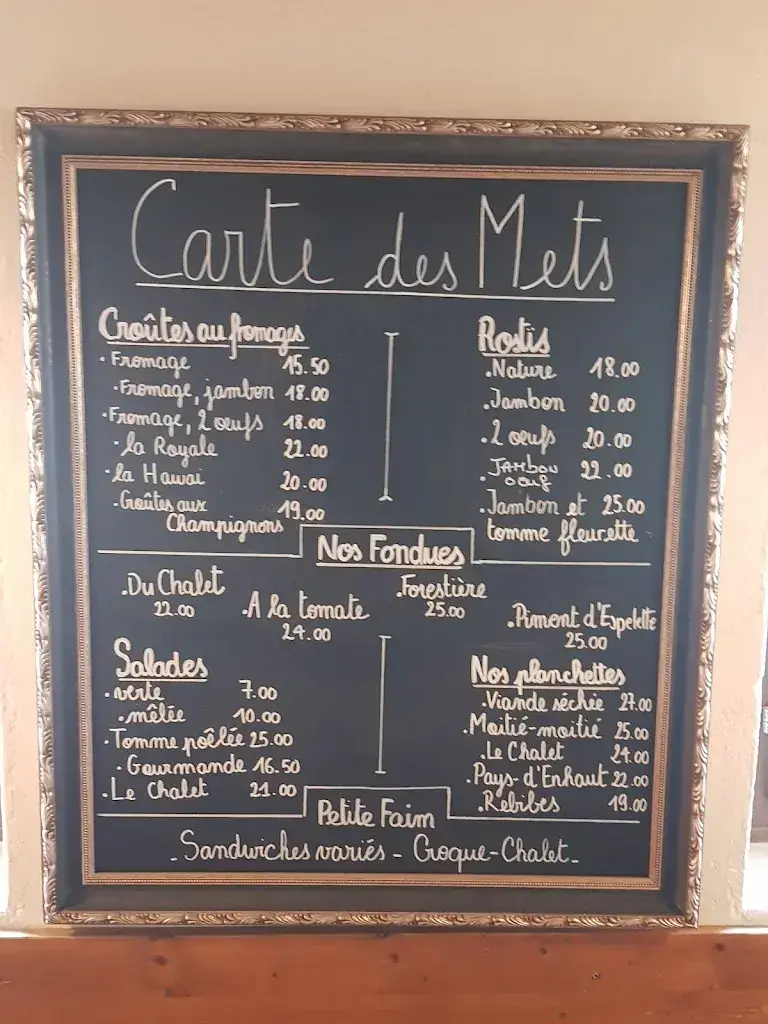 Carte des Mets
Croûtes au fromages
. Fromage 15.50
. Fromage, jambon 18.00
. Fromage, 2 oeufs 18.00
. la Royale 22.00
. la Hawai 20.00
. Croûtes aux
Champignons 19.00
Rostis
. Nature 18.00
. Jambon 20.00
. 2 oeufs 20.00
. JAMBON 22.00
oeuf
. Jambon et 25.00
tomme fleurette
Nos Fondues
. Du Chalet
22.00
. A la tomate
24.00
. Forestière
25.00
. Piment d'Espelette
25.00
Salades
. verte 7.00
. mêlée 10.00
. Tomme poêlée 25.00
. Gourmande 16.50
. Le Chalet 21.00
Nos planchettes
. Viande séchée 27.00
. Moitié-moitié 25.00
. Le Chalet 24.00
. Pays-d'Enhaut 22.00
. Rebibes 19.00
Petite Faim
- Sandwiches variés - Croque-Chalet -